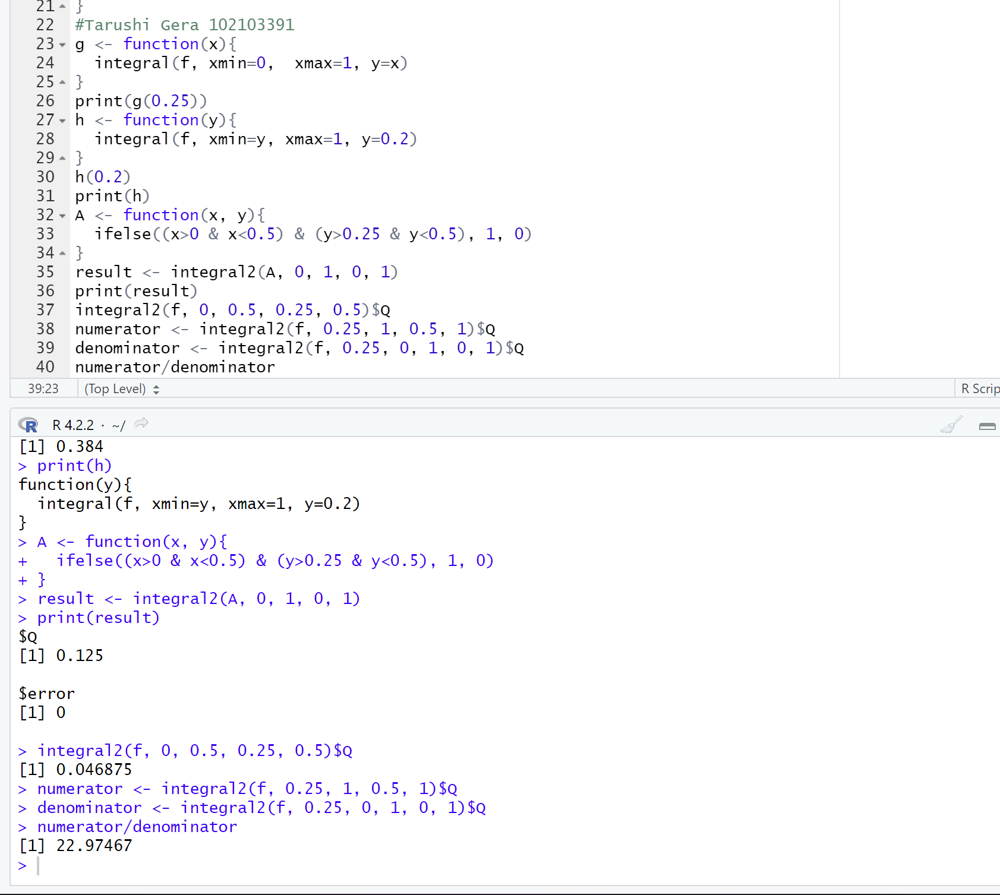 21 }
22 #Tarushi Gera 102103391
23 g <- function(x){
24   integral(f, xmin=0,  xmax=1, y=x)
25 }
26 print(g(0.25))
27 h <- function(y){
28   integral(f, xmin=y, xmax=1, y=0.2)
29 }
30 h(0.2)
31 print(h)
32 A <- function(x, y){
33   ifelse((x>0 & x<0.5) & (y>0.25 & y<0.5), 1, 0)
34 }
35 result <- integral2(A, 0, 1, 0, 1)
36 print(result)
37 integral2(f, 0, 0.5, 0.25, 0.5)$Q
38 numerator <- integral2(f, 0.25, 1, 0.5, 1)$Q
39 denominator <- integral2(f, 0.25, 0, 1, 0, 1)$Q
40 numerator/denominator
39:23 (Top Level) R Scrip
R R 4.2.2 · ~/
[1] 0.384
> print(h)
function(y){
  integral(f, xmin=y, xmax=1, y=0.2)
}
> A <- function(x, y){
+   ifelse((x>0 & x<0.5) & (y>0.25 & y<0.5), 1, 0)
+ }
> result <- integral2(A, 0, 1, 0, 1)
> print(result)
$Q
[1] 0.125
$error
[1] 0
> integral2(f, 0, 0.5, 0.25, 0.5)$Q
[1] 0.046875
> numerator <- integral2(f, 0.25, 1, 0.5, 1)$Q
> denominator <- integral2(f, 0.25, 0, 1, 0, 1)$Q
> numerator/denominator
[1] 22.97467
>